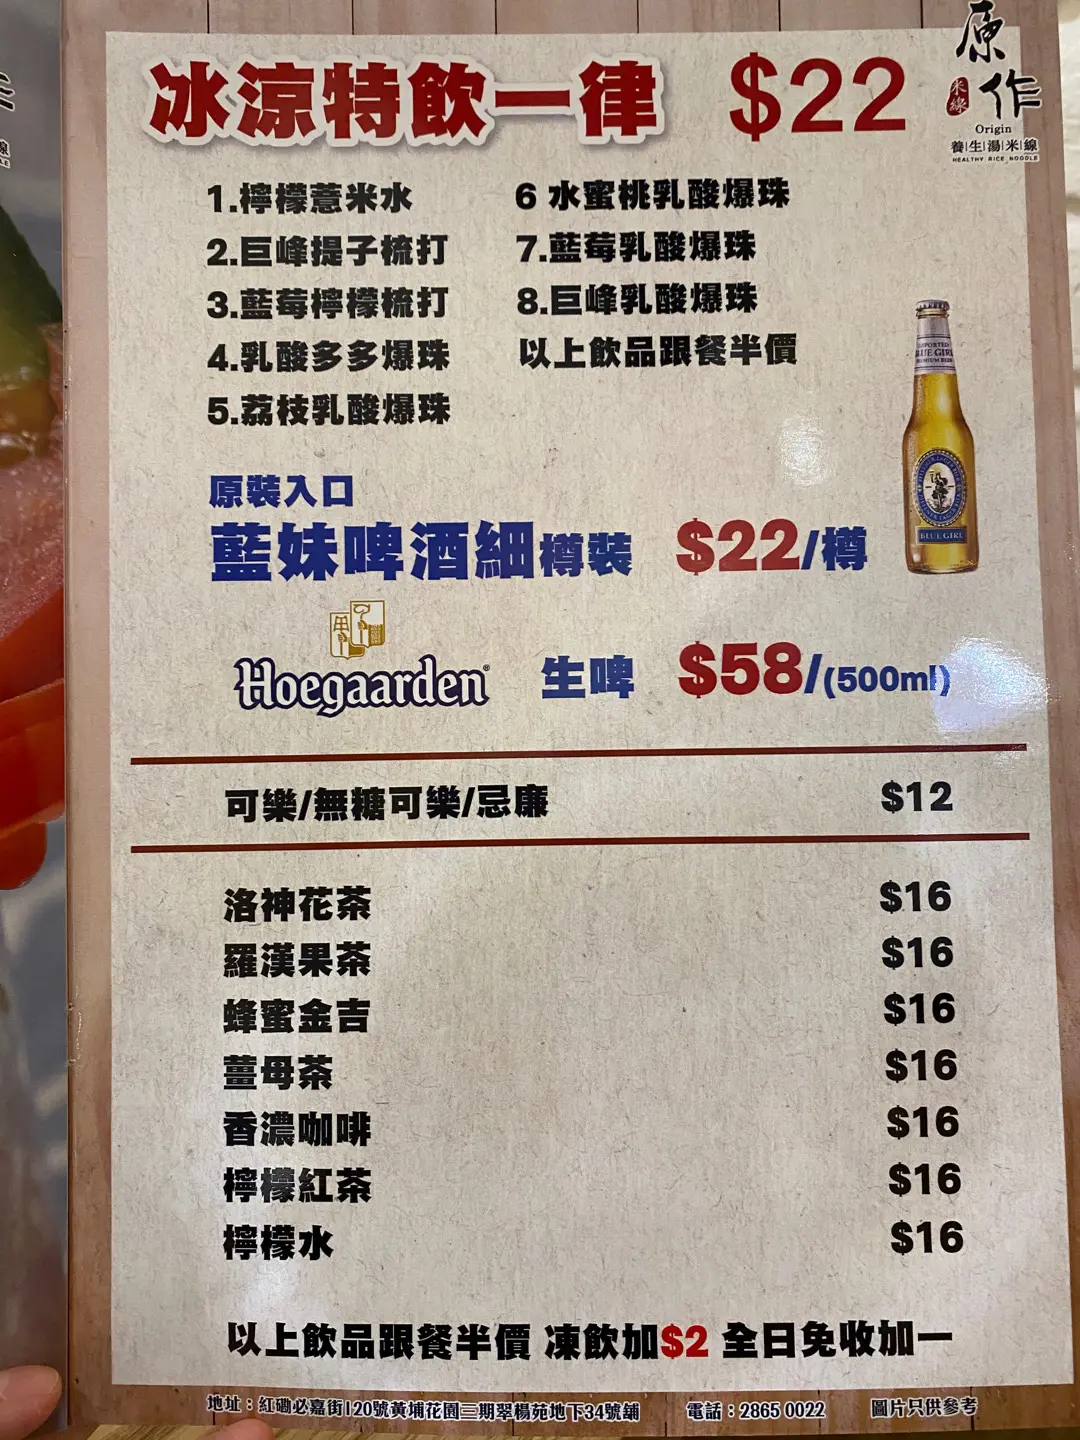 冰涼特飲一律 $22
原作
米線
Origin
養生湯米線
HEALTHY RICE NOODLE
1.檸檬薏米水
2.巨峰提子梳打
3.藍莓檸檬梳打
4.乳酸多多爆珠
5.荔枝乳酸爆珠
6 水蜜桃乳酸爆珠
7.藍莓乳酸爆珠
8.巨峰乳酸爆珠
以上飲品跟餐半價
IMPORTED
BLUE GIRL
PREMIUM BEER
BLUE GIRL
原裝入口
藍妹啤酒細樽裝 $22/樽
Hoegaarden 生啤 $58/(500ml)
可樂/無糖可樂/忌廉 $12
洛神花茶 $16
羅漢果茶 $16
蜂蜜金吉 $16
薑母茶 $16
香濃咖啡 $16
檸檬紅茶 $16
檸檬水 $16
以上飲品跟餐半價 凍飲加$2 全日免收加一
地址：紅磡必嘉街120號黃埔花園三期翠楊苑地下34號舖 電話：2865 0022 圖片只供參考